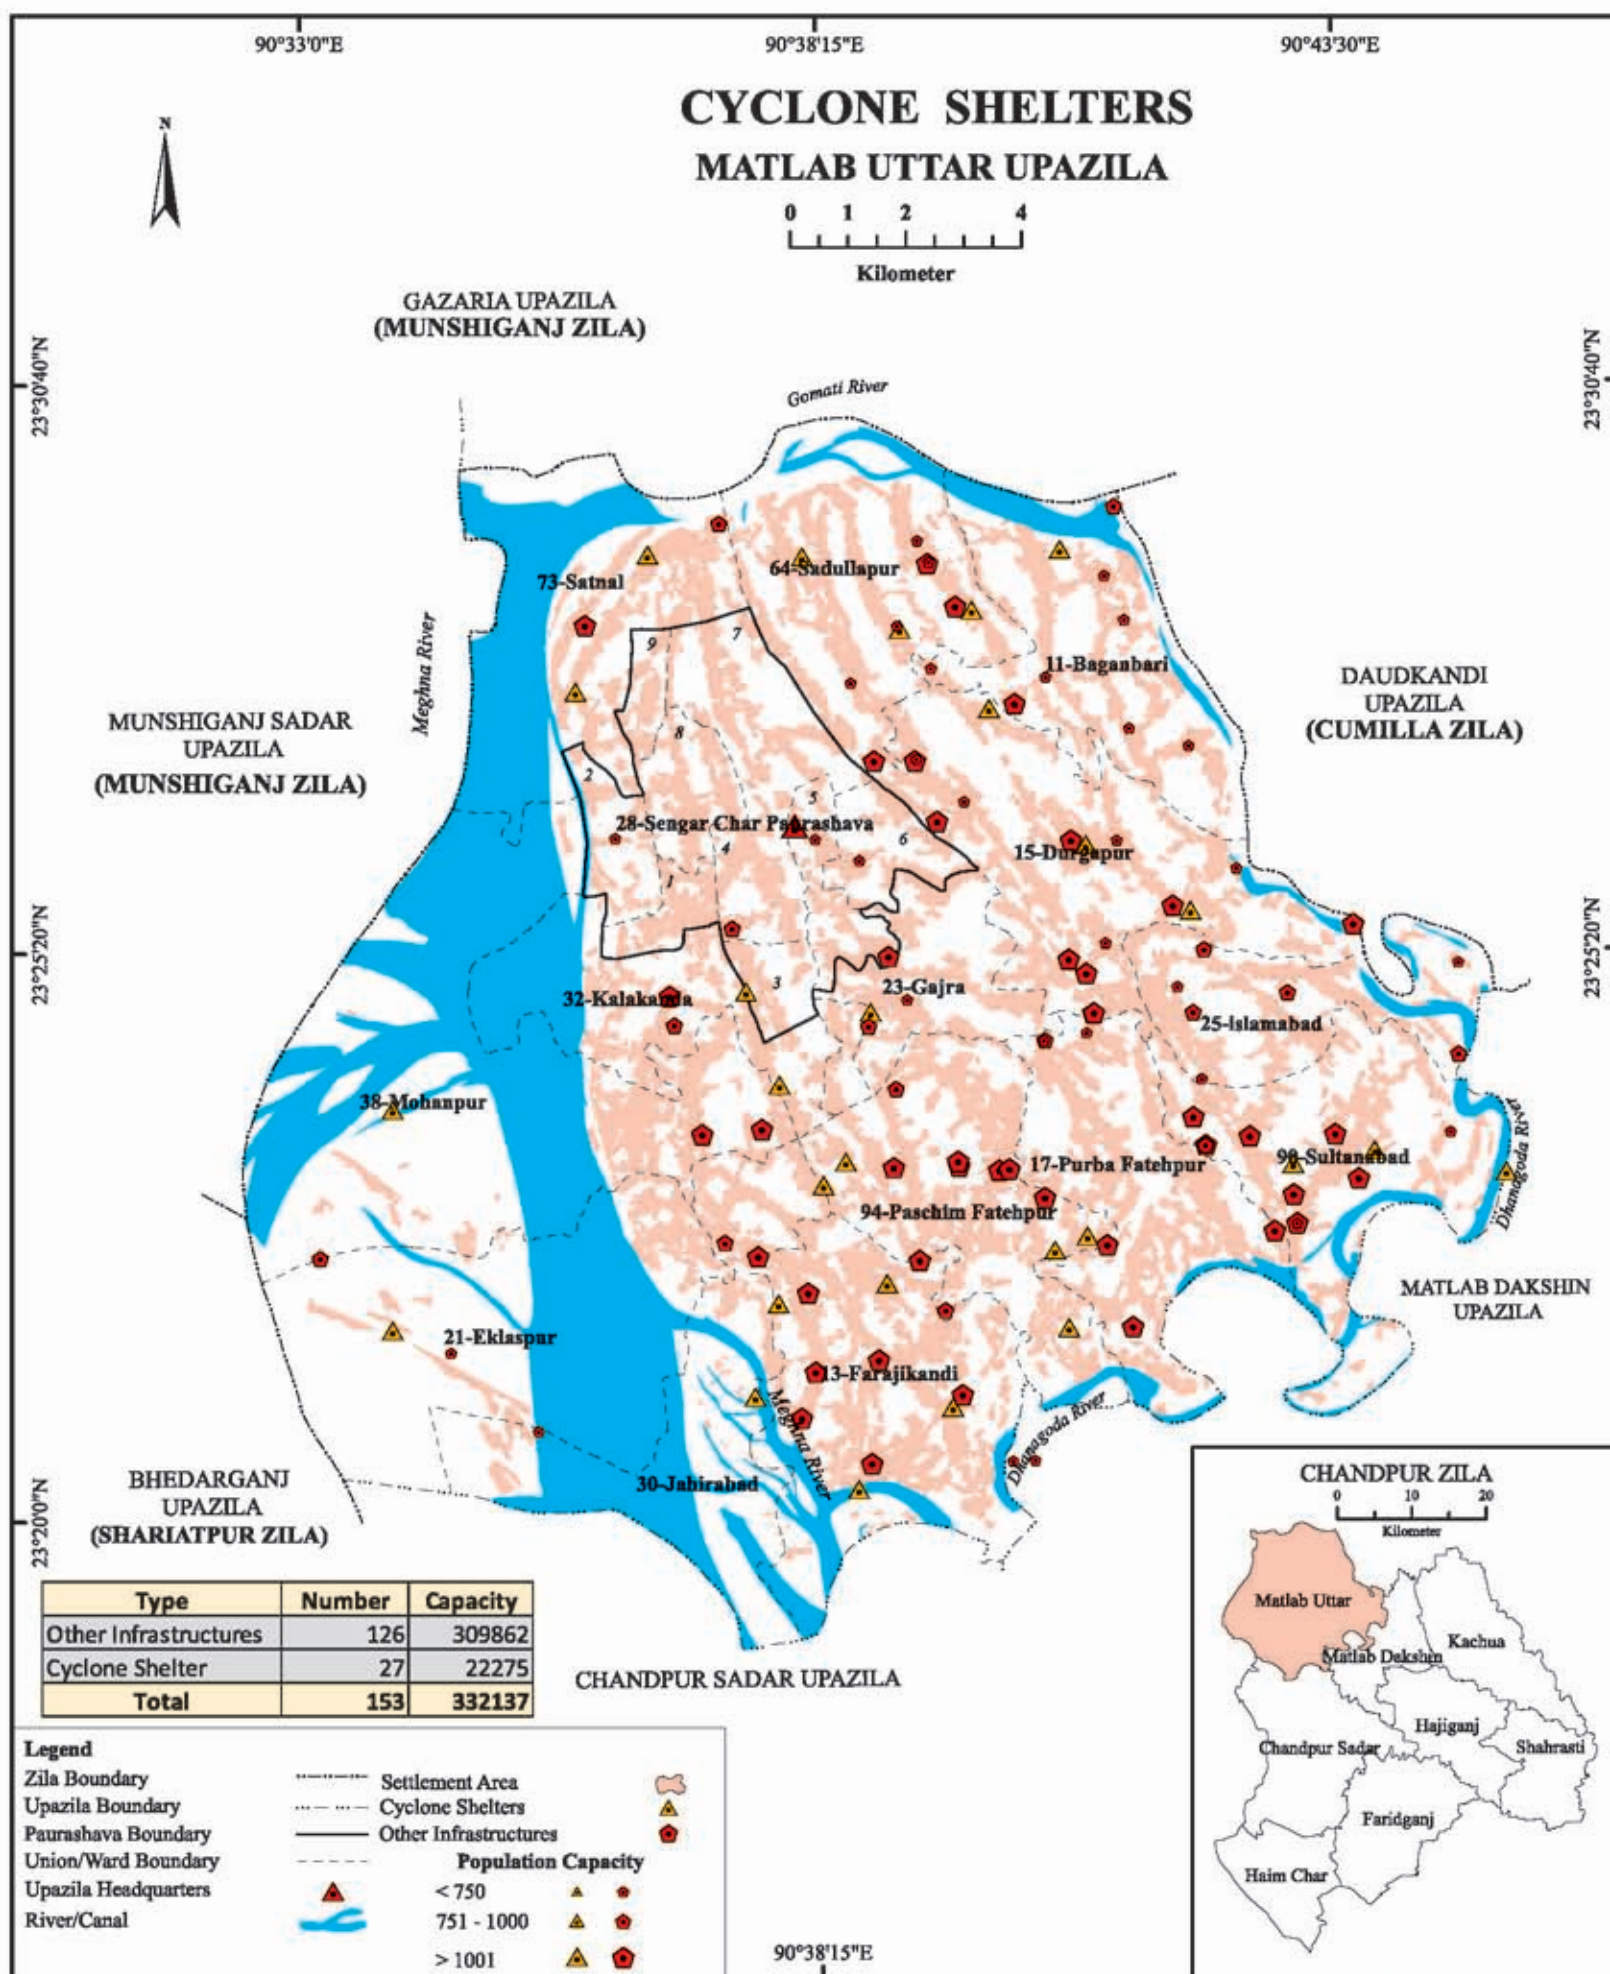 90°33'0"E
90°38'15"E
90°43'30"E
CYCLONE SHELTERS
MATLAB UTTAR UPAZILA
N
0 1 2 4
Kilometer
GAZARIA UPAZILA
(MUNSHIGANJ ZILA)
23°30'40"N
23°30'40"N
Gomati River
73-Satnal
64-Sadullapur
Meghna River
9
7
11-Baganbari
DAUDKANDI
UPAZILA
(CUMILLA ZILA)
MUNSHIGANJ SADAR
UPAZILA
(MUNSHIGANJ ZILA)
8
2
5
28-Sengar Char Paurashava
4
6
1
15-Durgapur
23°25'20"N
23°25'20"N
3
32-Kalakanda
23-Gajra
25-Islamabad
38-Mohanpur
Dhanagoda River
17-Purba Fatehpur
90-Sultanabad
94-Paschim Fatehpur
MATLAB DAKSHIN
UPAZILA
21-Eklaspur
13-Farajikandi
Meghna River
Dhanagoda River
30-Jahirabad
BHEDARGANJ
UPAZILA
(SHARIATPUR ZILA)
23°20'0"N
Type Number Capacity
Other Infrastructures 126 309862
Cyclone Shelter 27 22275
Total 153 332137
CHANDPUR SADAR UPAZILA
CHANDPUR ZILA
0 10 20
Kilometer
Matlab Uttar
Kachua
Matlab Dakshin
Hajiganj
Chandpur Sadar
Shahrasti
Faridganj
Haim Char
Legend
Zila Boundary
Upazila Boundary
Paurashava Boundary
Union/Ward Boundary
Upazila Headquarters
River/Canal
Settlement Area
Cyclone Shelters
Other Infrastructures
Population Capacity
< 750
751 - 1000
> 1001
90°38'15"E